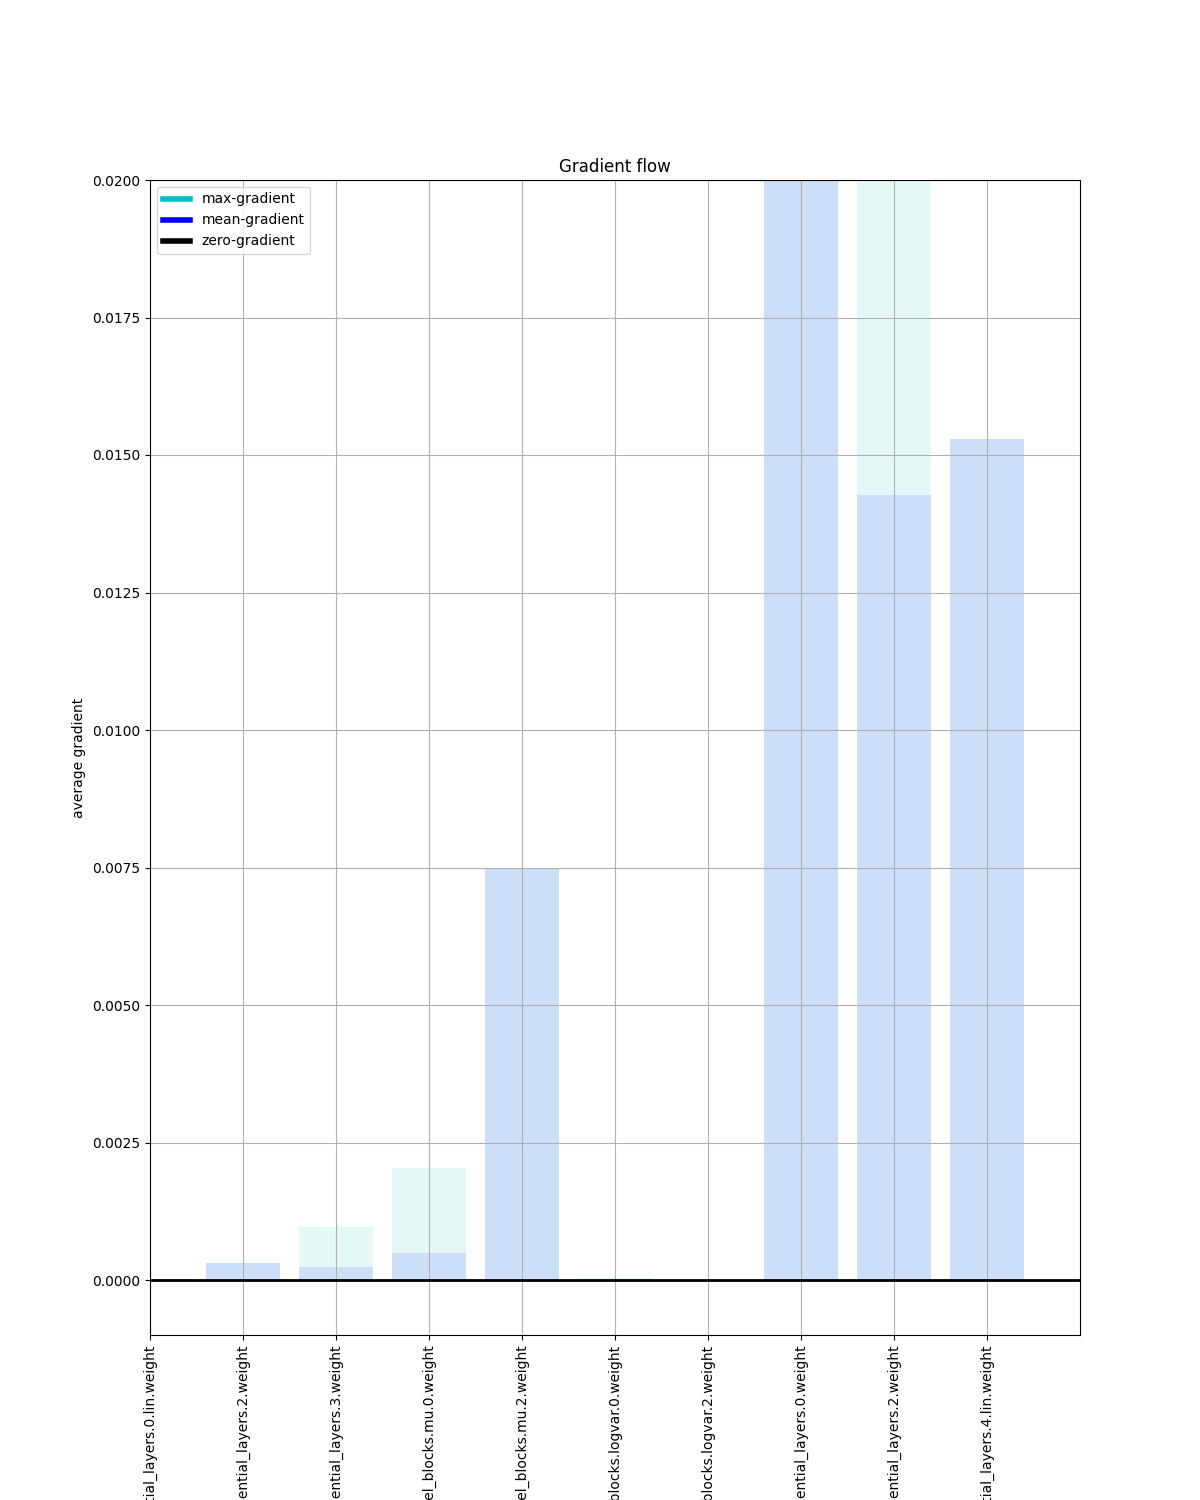 Gradient flow
max-gradient
mean-gradient
zero-gradient
average gradient
0.0200
0.0175
0.0150
0.0125
0.0100
0.0075
0.0050
0.0025
0.0000
tial_layers.0.lin.weight
ential_layers.2.weight
ential_layers.3.weight
el_blocks.mu.0.weight
el_blocks.mu.2.weight
blocks.logvar.0.weight
blocks.logvar.2.weight
ential_layers.0.weight
ential_layers.2.weight
tial_layers.4.lin.weight